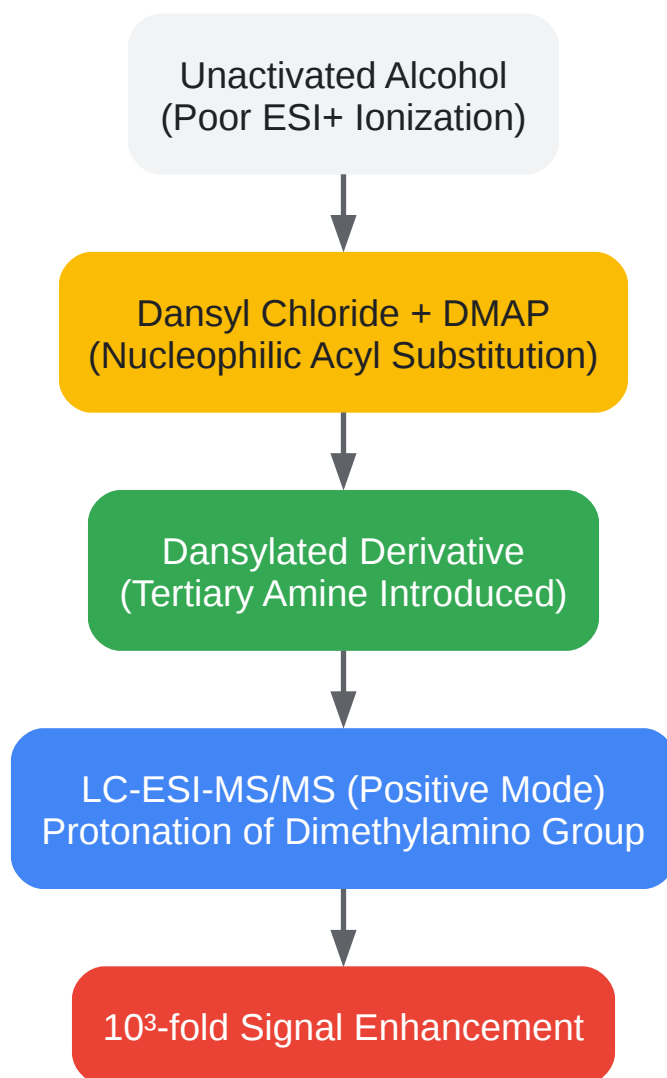 Unactivated Alcohol
(Poor ESI+ Ionization)
Dansyl Chloride + DMAP
(Nucleophilic Acyl Substitution)
Dansylated Derivative
(Tertiary Amine Introduced)
LC-ESI-MS/MS (Positive Mode)
Protonation of Dimethylamino Group
10³-fold Signal Enhancement